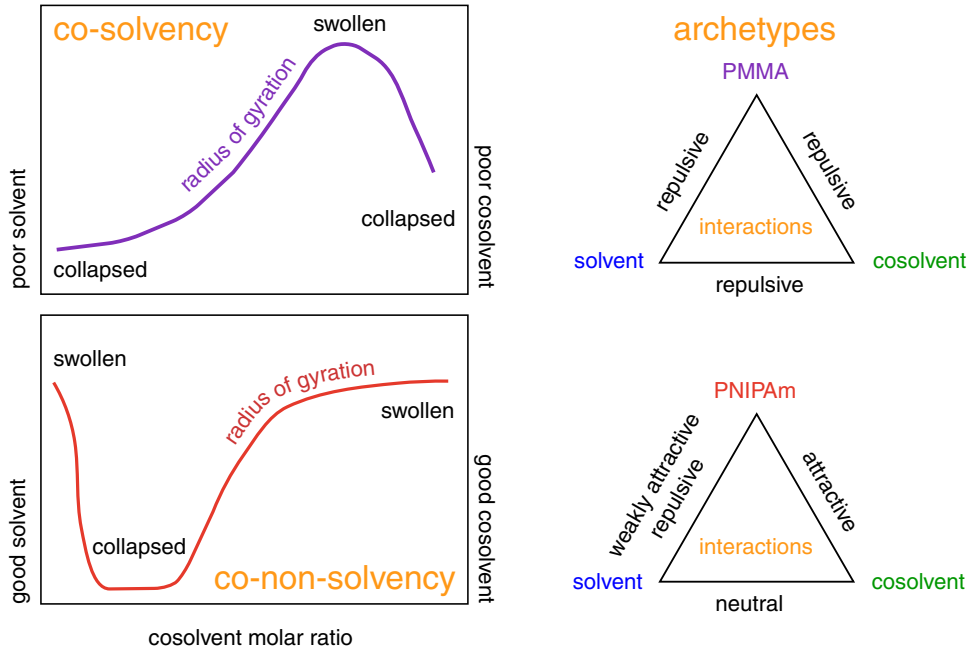 co-solvency
swollen
radius of gyration
collapsed
collapsed
poor solvent
poor cosolvent
archetypes
PMMA
repulsive
repulsive
interactions
solvent
cosolvent
repulsive
swollen
radius of gyration
swollen
collapsed
co-non-solvency
good solvent
good cosolvent
cosolvent molar ratio
PNIPAm
weakly attractive
repulsive
attractive
interactions
solvent
cosolvent
neutral